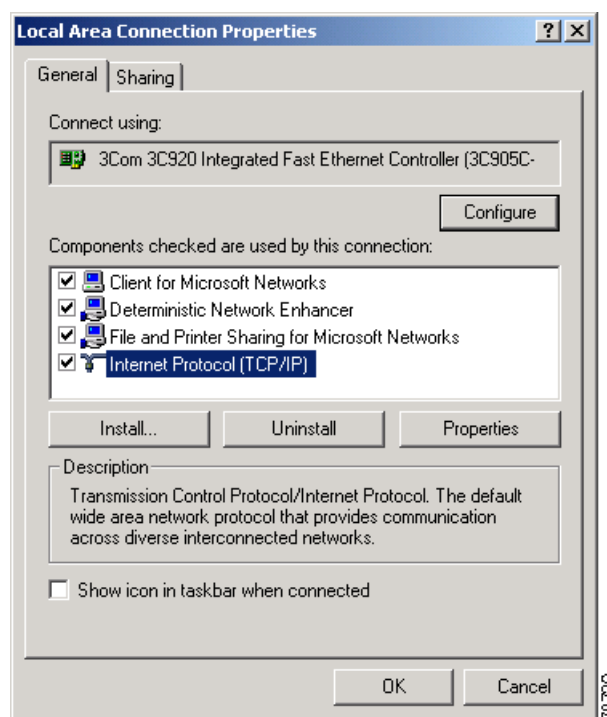 Local Area Connection Properties
General
Sharing
Connect using:
3Com 3C920 Integrated Fast Ethernet Controller (3C905C-
Configure
Components checked are used by this connection:
Client for Microsoft Networks
Deterministic Network Enhancer
File and Printer Sharing for Microsoft Networks
Internet Protocol (TCP/IP)
Install...
Uninstall
Properties
Description
Transmission Control Protocol/Internet Protocol. The default
wide area network protocol that provides communication
across diverse interconnected networks.
Show icon in taskbar when connected
OK
Cancel